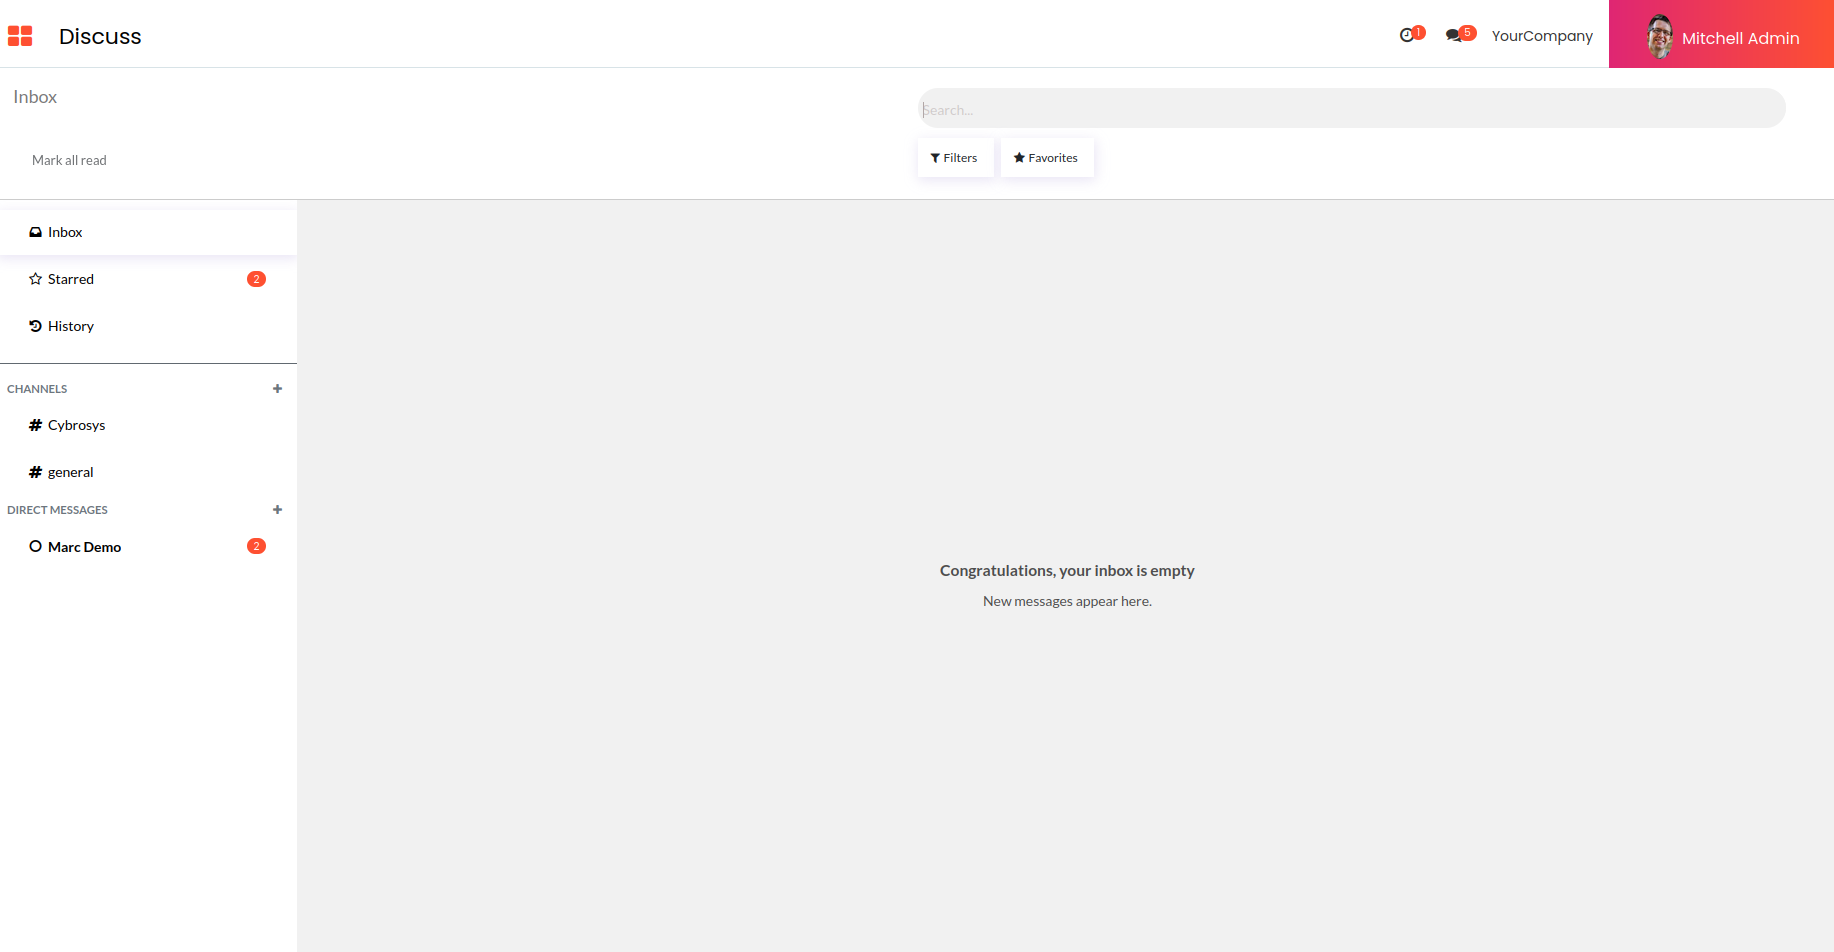 Discuss
1
5
YourCompany
Mitchell Admin
Inbox
Search...
Mark all read
Filters
Favorites
Inbox
Starred
2
History
CHANNELS
Cybrosys
general
DIRECT MESSAGES
Marc Demo
2
Congratulations, your inbox is empty
New messages appear here.